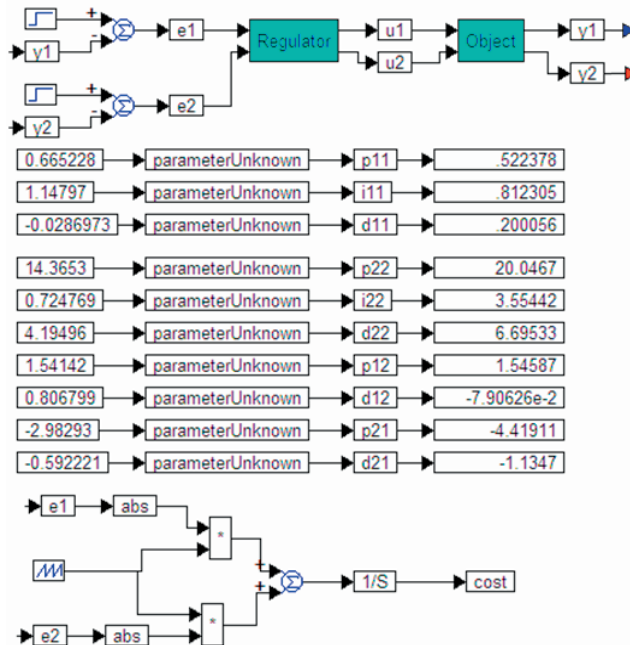 + y1 - Σ e1 Regulator u1 Object y1
u2 y2
+ y2 - Σ e2
0.665228 parameterUnknown p11 .522378
1.14797 parameterUnknown i11 .812305
-0.0286973 parameterUnknown d11 .200056
14.3653 parameterUnknown p22 20.0467
0.724769 parameterUnknown i22 3.55442
4.19496 parameterUnknown d22 6.69533
1.54142 parameterUnknown p12 1.54587
0.806799 parameterUnknown d12 -7.90626e-2
-2.98293 parameterUnknown p21 -4.41911
-0.592221 parameterUnknown d21 -1.1347
e1 abs *
+ + Σ 1/S cost
e2 abs *